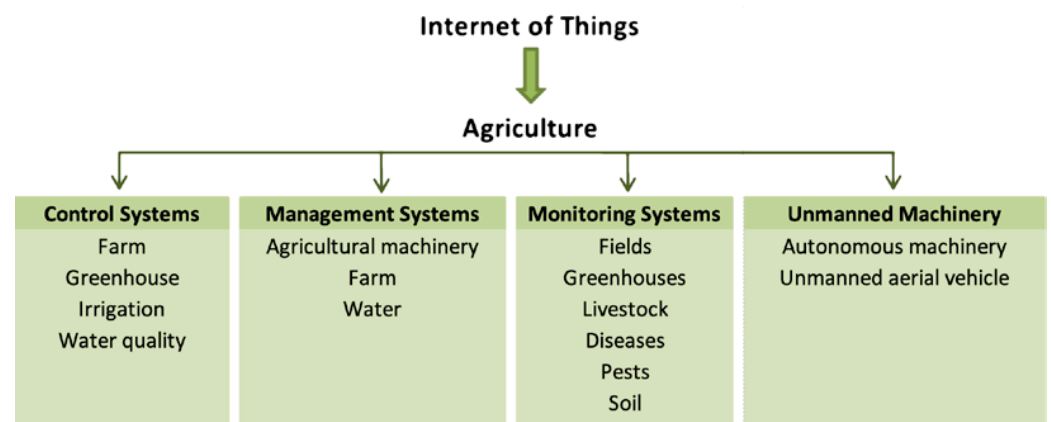 Internet of Things
Agriculture
Control Systems
Farm
Greenhouse
Irrigation
Water quality
Management Systems
Agricultural machinery
Farm
Water
Monitoring Systems
Fields
Greenhouses
Livestock
Diseases
Pests
Soil
Unmanned Machinery
Autonomous machinery
Unmanned aerial vehicle